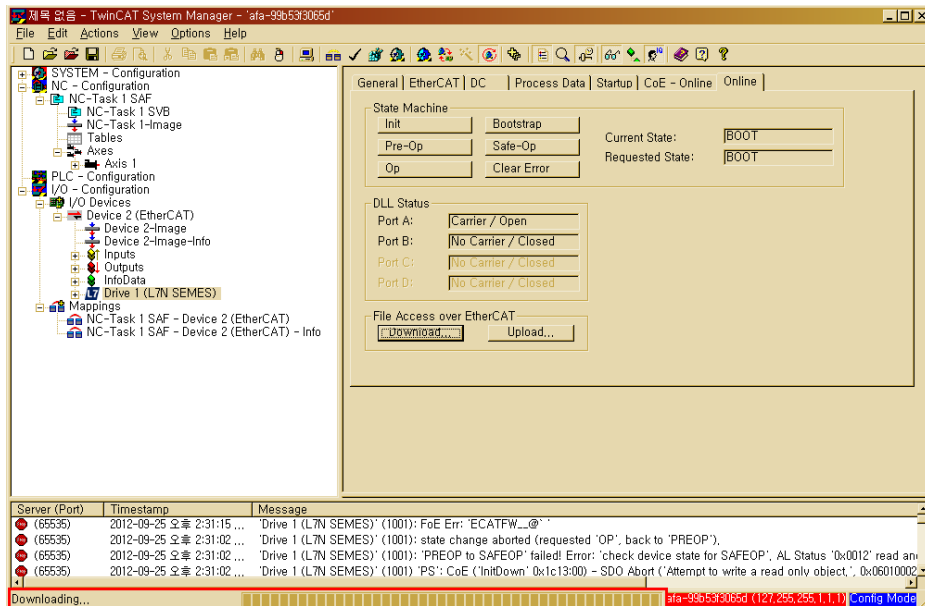 제목 없음 - TwinCAT System Manager - 'afa-99b53f3065d'
File Edit Actions View Options Help
SYSTEM - Configuration
NC - Configuration
NC-Task 1 SAF
NC-Task 1 SVB
NC-Task 1-Image
Tables
Axes
Axis 1
PLC - Configuration
I/O - Configuration
I/O Devices
Device 2 (EtherCAT)
Device 2-Image
Device 2-Image-Info
Inputs
Outputs
InfoData
L7 Drive 1 (L7N SEMES)
Mappings
NC-Task 1 SAF - Device 2 (EtherCAT)
NC-Task 1 SAF - Device 2 (EtherCAT) - Info
General EtherCAT DC Process Data Startup CoE - Online Online
State Machine
Init Bootstrap
Pre-Op Safe-Op
Op Clear Error
Current State: BOOT
Requested State: BOOT
DLL Status
Port A: Carrier / Open
Port B: No Carrier / Closed
Port C: No Carrier / Closed
Port D: No Carrier / Closed
File Access over EtherCAT
Download... Upload...
Server (Port) Timestamp Message
(65535) 2012-09-25 오후 2:31:15 ... 'Drive 1 (L7N SEMES)' (1001): FoE Err: 'ECATFW__@` '
(65535) 2012-09-25 오후 2:31:02 ... 'Drive 1 (L7N SEMES)' (1001): state change aborted (requested 'OP', back to 'PREOP'),
(65535) 2012-09-25 오후 2:31:02 ... 'Drive 1 (L7N SEMES)' (1001): 'PREOP to SAFEOP' failed! Error: 'check device state for SAFEOP', AL Status '0x0012' read and
(65535) 2012-09-25 오후 2:31:02 ... 'Drive 1 (L7N SEMES)' (1001) 'PS': CoE ('InitDown' 0x1c13:00) - SDO Abort ('Attempt to write a read only object,', 0x06010002
Downloading... afa-99b53f3065d (127,255,255,1,1,1) Config Mode